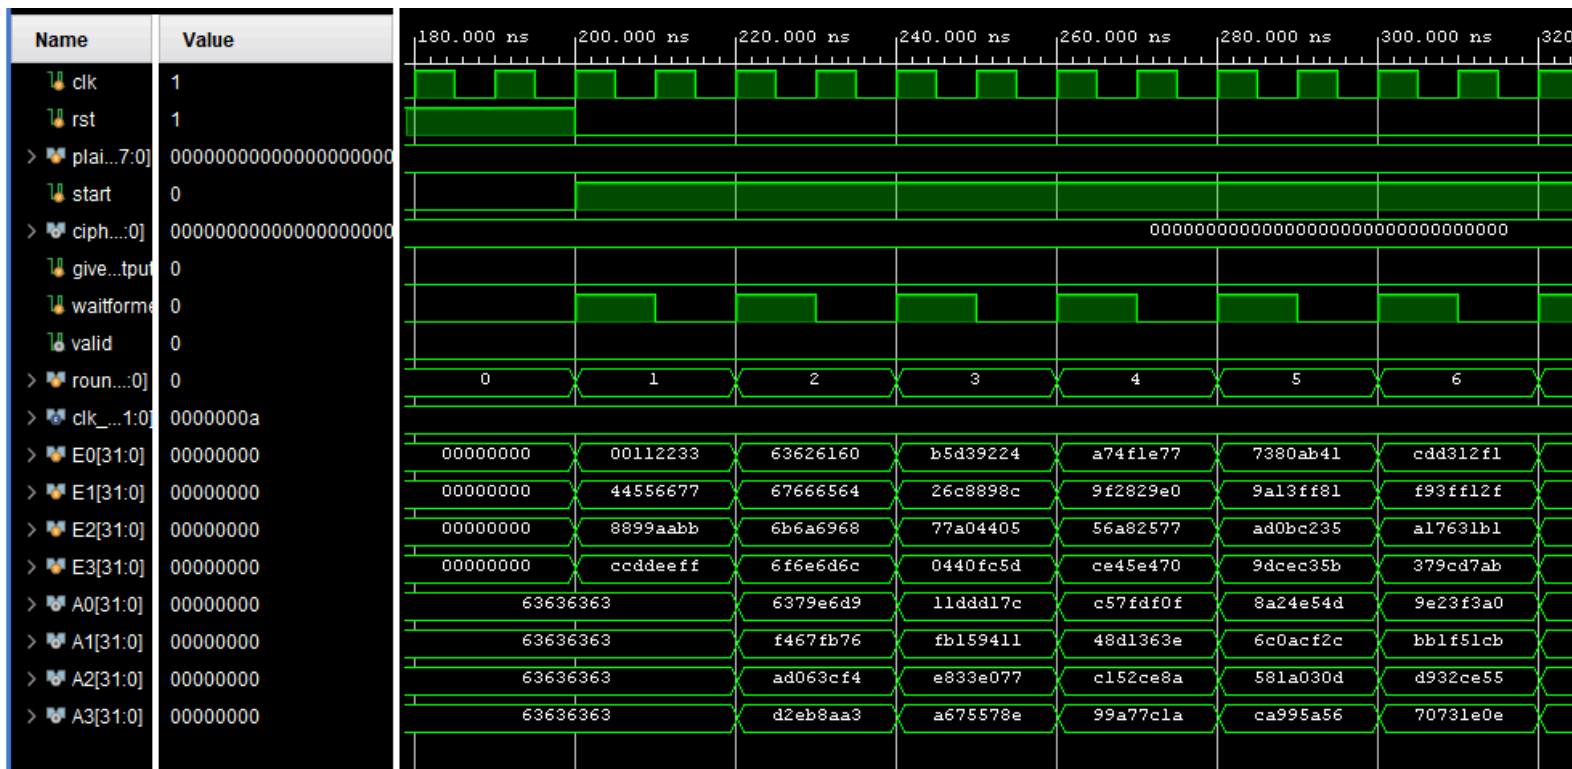 Name Value 180.000 ns 200.000 ns 220.000 ns 240.000 ns 260.000 ns 280.000 ns 300.000 ns 320
clk 1
rst 1
plai...7:0] 00000000000000000000
start 0
ciph...:0] 00000000000000000000 00000000000000000000000000000000
give...tput 0
waitforme 0
valid 0
roun...:0] 0 0 1 2 3 4 5 6
clk_...1:0] 0000000a
E0[31:0] 00000000 00000000 00112233 63626160 b5d39224 a74f1e77 7380ab41 cdd312f1
E1[31:0] 00000000 00000000 44556677 67666564 26c8898c 9f2829e0 9a13ff81 f93ff12f
E2[31:0] 00000000 00000000 8899aabb 6b6a6968 77a04405 56a82577 ad0bc235 a17631b1
E3[31:0] 00000000 00000000 ccddeeff 6f6e6d6c 0440fc5d ce45e470 9dcec35b 379cd7ab
A0[31:0] 00000000 63636363 6379e6d9 11ddd17c c57fdf0f 8a24e54d 9e23f3a0
A1[31:0] 00000000 63636363 f467fb76 fb159411 48d1363e 6c0acf2c bb1f51cb
A2[31:0] 00000000 63636363 ad063cf4 e833e077 c152ce8a 581a030d d932ce55
A3[31:0] 00000000 63636363 d2eb8aa3 a675578e 99a77c1a ca995a56 70731e0e